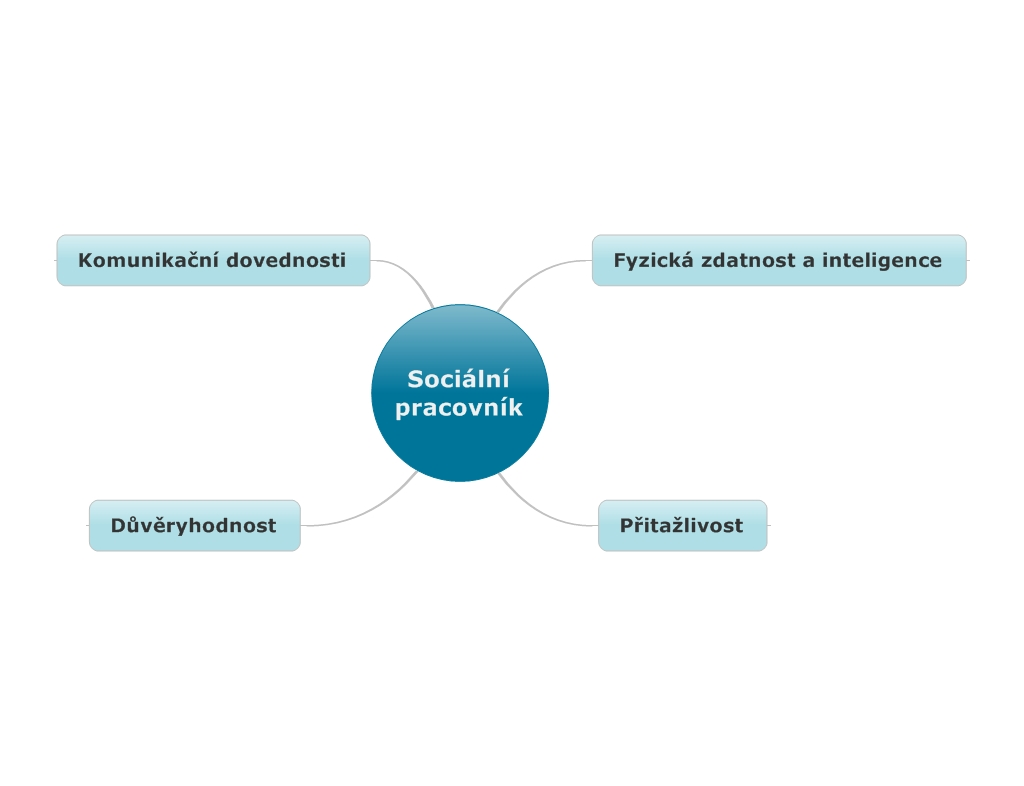 Komunikační dovednosti
Fyzická zdatnost a inteligence
Sociální
pracovník
Důvěryhodnost
Přitažlivost